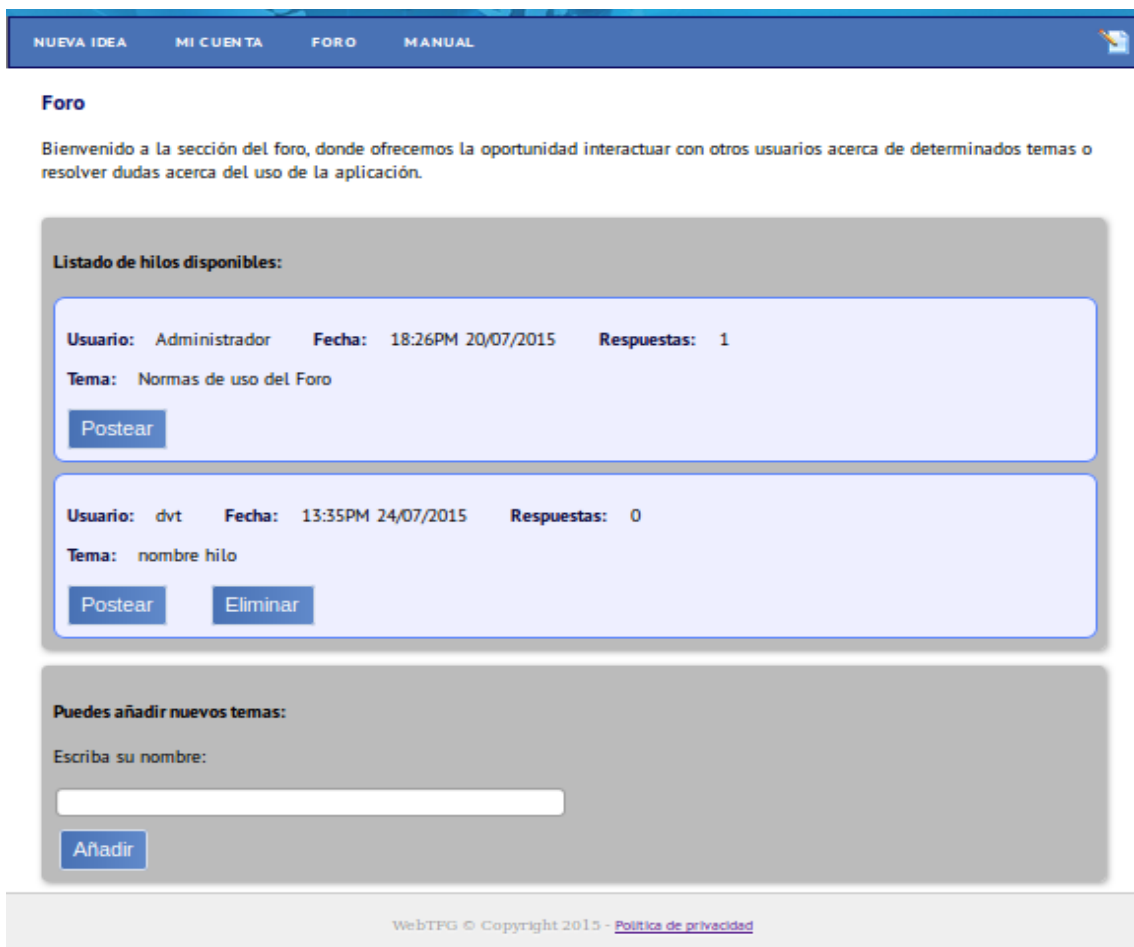 NUEVA IDEA MI CUENTA FORO MANUAL
Foro
Bienvenido a la sección del foro, donde ofrecemos la oportunidad interactuar con otros usuarios acerca de determinados temas o
resolver dudas acerca del uso de la aplicación.
Listado de hilos disponibles:
Usuario: Administrador Fecha: 18:26PM 20/07/2015 Respuestas: 1
Tema: Normas de uso del Foro
Postear
Usuario: dvt Fecha: 13:35PM 24/07/2015 Respuestas: 0
Tema: nombre hilo
Postear Eliminar
Puedes añadir nuevos temas:
Escriba su nombre:
Añadir
WebTFG © Copyright 2015 - Política de privacidad